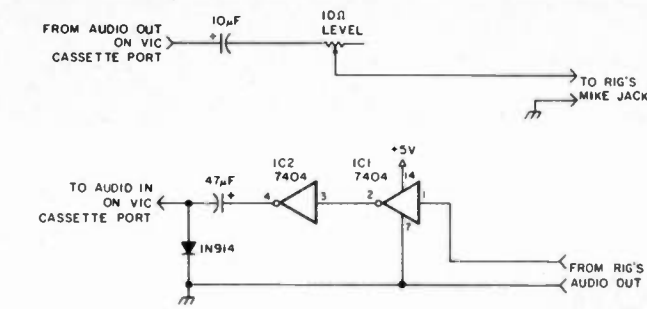 FROM AUDIO OUT
ON VIC
CASSETTE PORT
+
10µF
10Ω
LEVEL
TO RIG'S
MIKE JACK
TO AUDIO IN
ON VIC
CASSETTE PORT
47µF
+
IC2
7404
4
3
IC1
7404
2
+5V
14
1
7
1N914
FROM RIG'S
AUDIO OUT